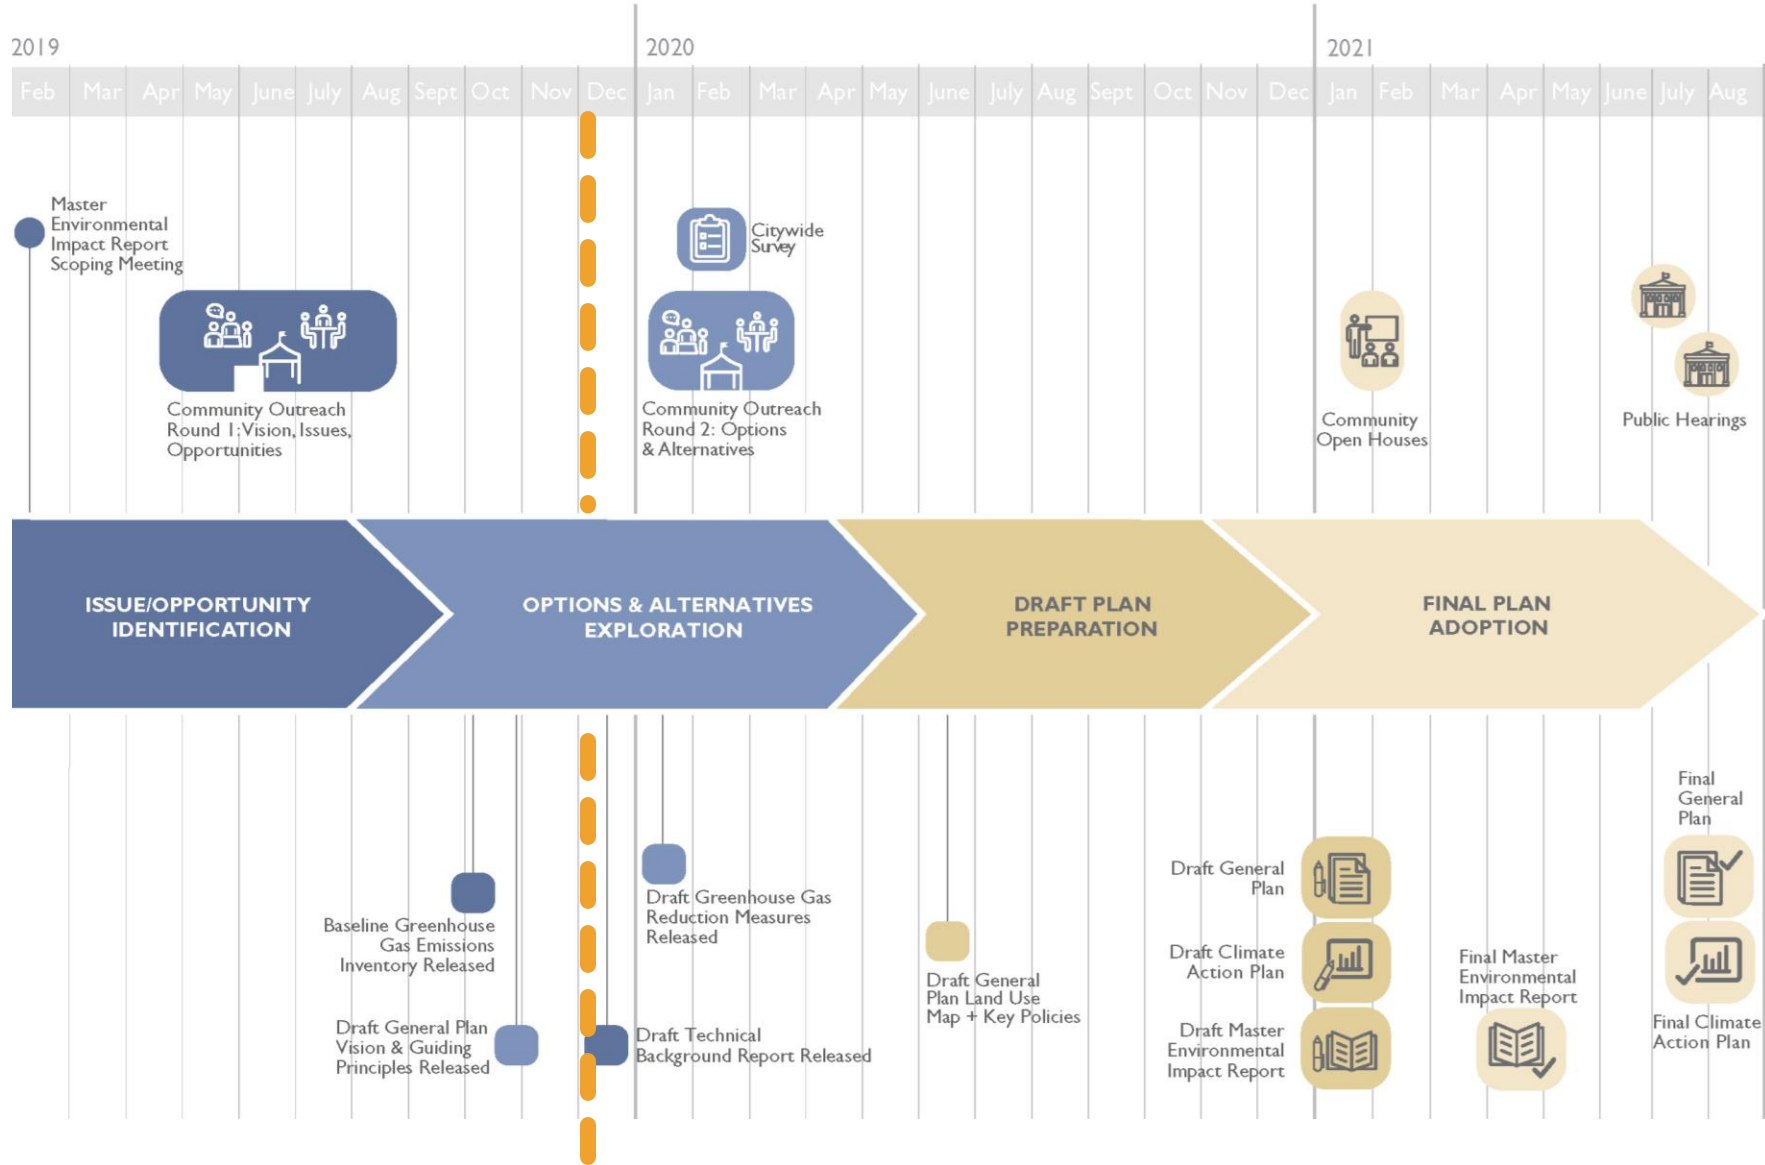 2019
2020
2021
Feb Mar Apr May June July Aug Sept Oct Nov Dec Jan Feb Mar Apr May June July Aug Sept Oct Nov Dec Jan Feb Mar Apr May June July Aug
Master
Environmental
Impact Report
Scoping Meeting
Community Outreach
Round 1: Vision, Issues,
Opportunities
Citywide
Survey
Community Outreach
Round 2: Options
& Alternatives
Community
Open Houses
Public Hearings
ISSUE/OPPORTUNITY
IDENTIFICATION
OPTIONS & ALTERNATIVES
EXPLORATION
DRAFT PLAN
PREPARATION
FINAL PLAN
ADOPTION
Baseline Greenhouse
Gas Emissions
Inventory Released
Draft General Plan
Vision & Guiding
Principles Released
Draft Technical
Background Report Released
Draft Greenhouse Gas
Reduction Measures
Released
Draft General
Plan Land Use
Map + Key Policies
Draft General
Plan
Draft Climate
Action Plan
Draft Master
Environmental
Impact Report
Final Master
Environmental
Impact Report
Final
General
Plan
Final Climate
Action Plan